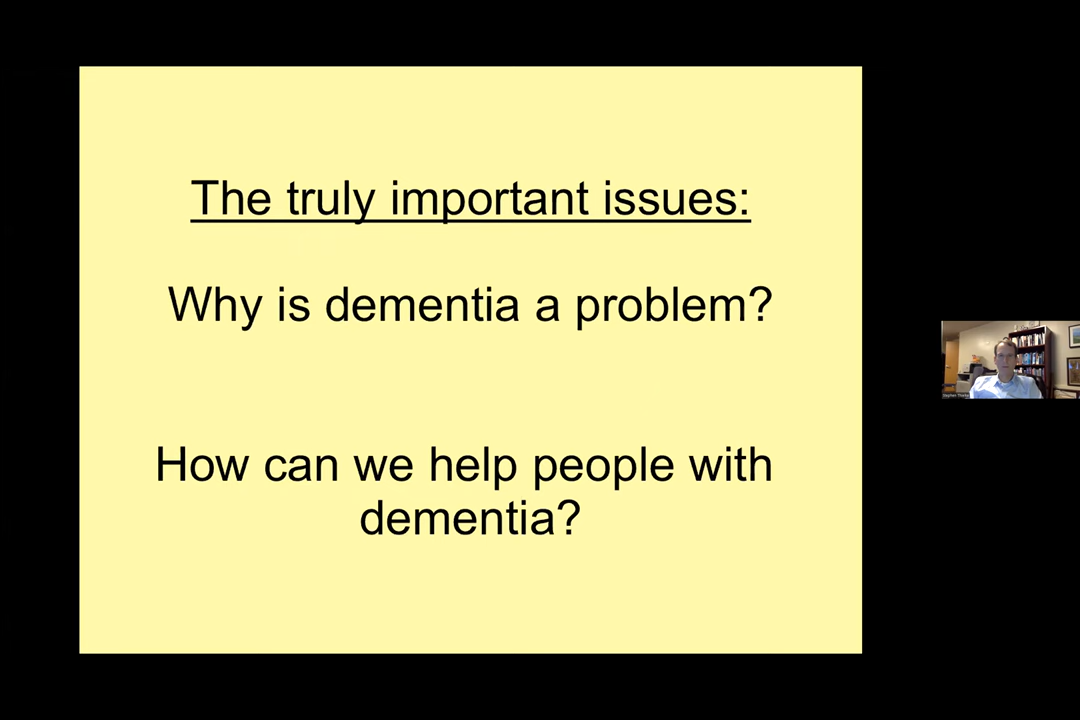 The truly important issues:
Why is dementia a problem?
How can we help people with
dementia?